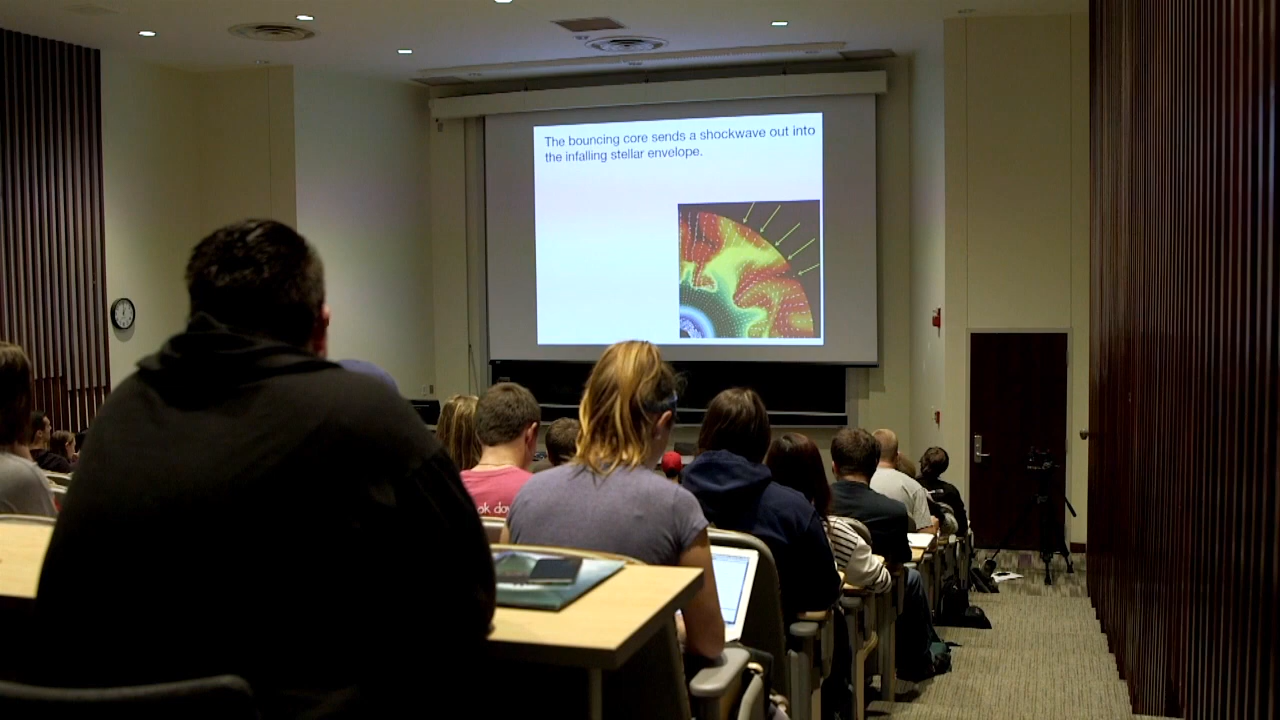 The bouncing core sends a shockwave out into
the infalling stellar envelope.